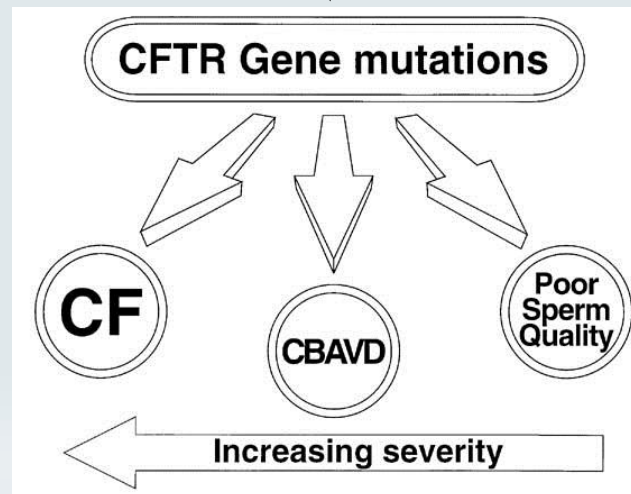 CFTR Gene mutations
CF
CBAVD
Poor
Sperm
Quality
Increasing severity